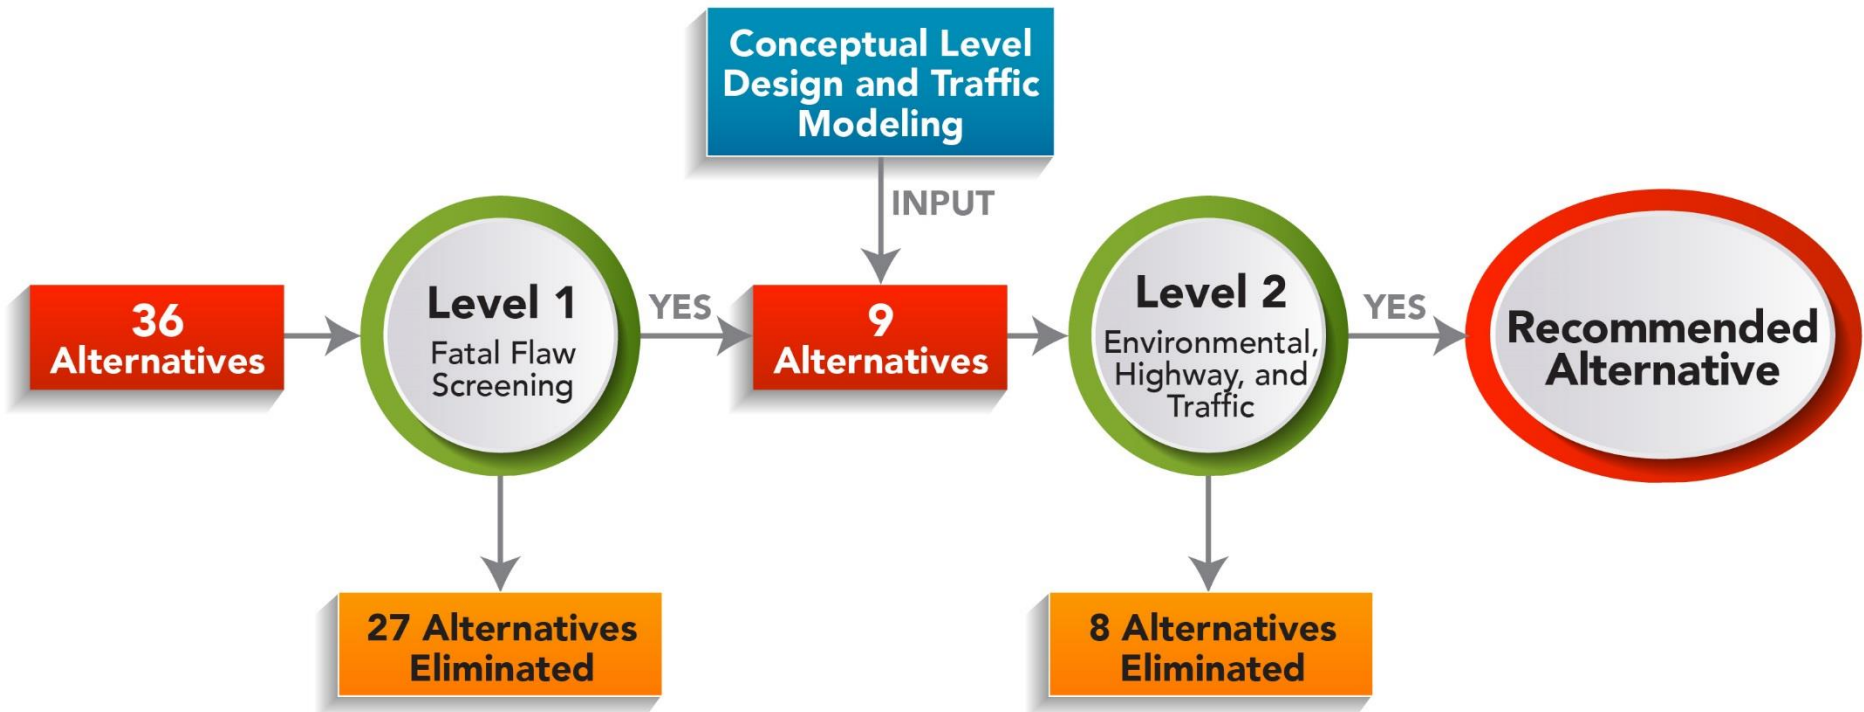 Conceptual Level
Design and Traffic
Modeling
INPUT
36
Alternatives
Level 1
Fatal Flaw
Screening
YES
9
Alternatives
Level 2
Environmental,
Highway, and
Traffic
YES
Recommended
Alternative
27 Alternatives
Eliminated
8 Alternatives
Eliminated